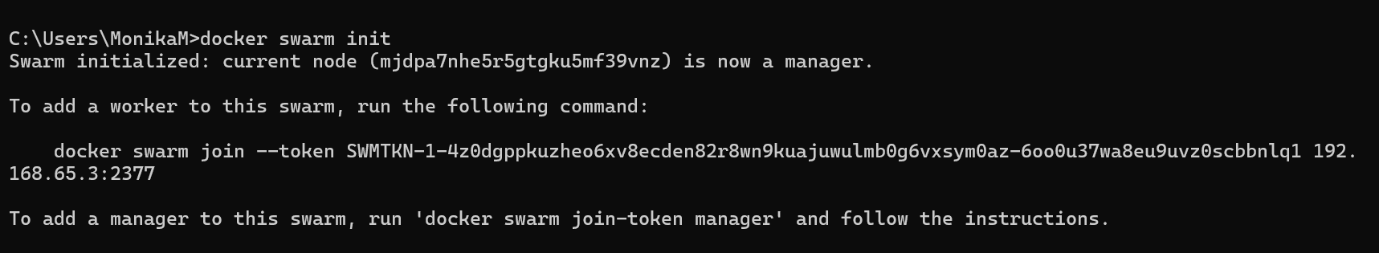 C:\Users\MonikaM>docker swarm init
Swarm initialized: current node (mjdpa7nhe5r5gtgku5mf39vnz) is now a manager.
To add a worker to this swarm, run the following command:
docker swarm join --token SWMTKN-1-4z0dgppkuzheo6xv8ecden82r8wn9kuajuwulmb0g6vxsym0az-6oo0u37wa8eu9uvz0scbbnlq1 192.
168.65.3:2377
To add a manager to this swarm, run 'docker swarm join-token manager' and follow the instructions.